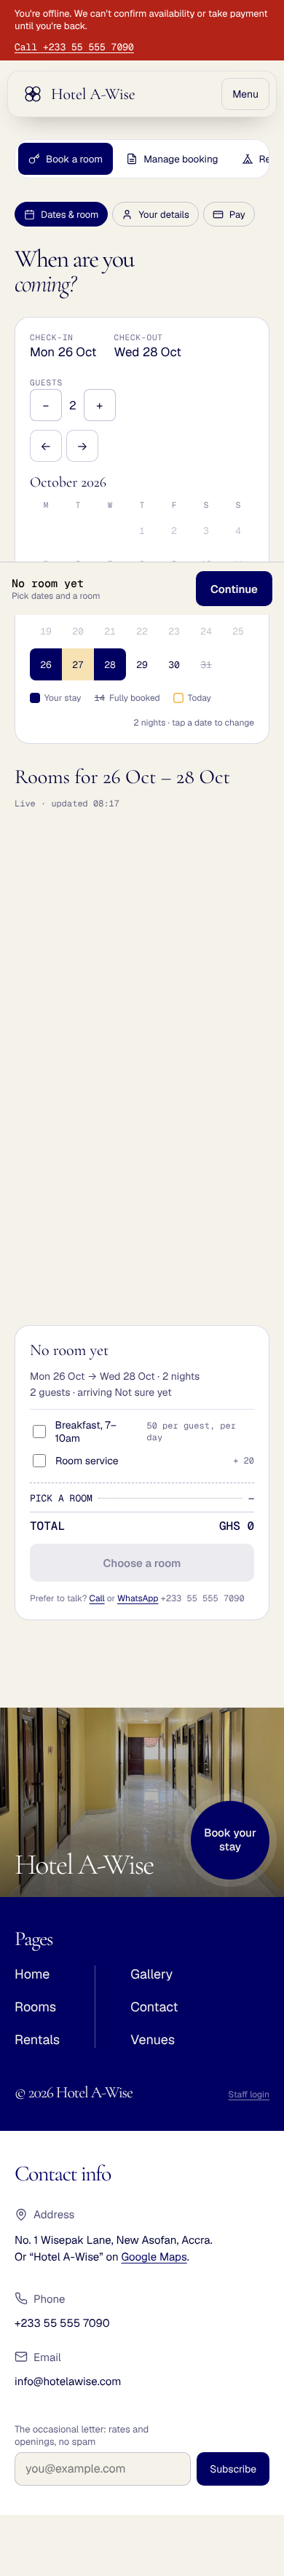 You're offline. We can't confirm availability or take payment
until you're back.
Call +233 55 555 7090
Hotel A-Wise
Menu
Book a room
Manage booking
Re
Dates & room
Your details
Pay
When are you
coming?
CHECK-IN
CHECK-OUT
Mon 26 Oct
Wed 28 Oct
GUESTS
− 2 +
← →
October 2026
M T W T F S S
1 2 3 4
No room yet
Pick dates and a room
Continue
19 20 21 22 23 24 25
26 27 28 29 30 31
Your stay
14 Fully booked
Today
2 nights · tap a date to change
Rooms for 26 Oct – 28 Oct
Live · updated 08:17
No room yet
Mon 26 Oct → Wed 28 Oct · 2 nights
2 guests · arriving Not sure yet
Breakfast, 7–
10am
50 per guest, per
day
Room service
+ 20
PICK A ROOM
—
TOTAL
GHS 0
Choose a room
Prefer to talk? Call or WhatsApp +233 55 555 7090
Book your
stay
Hotel A-Wise
Pages
Home
Gallery
Rooms
Contact
Rentals
Venues
© 2026 Hotel A-Wise
Staff login
Contact info
Address
No. 1 Wisepak Lane, New Asofan, Accra.
Or “Hotel A-Wise” on Google Maps.
Phone
+233 55 555 7090
Email
info@hotelawise.com
The occasional letter: rates and
openings, no spam
you@example.com
Subscribe